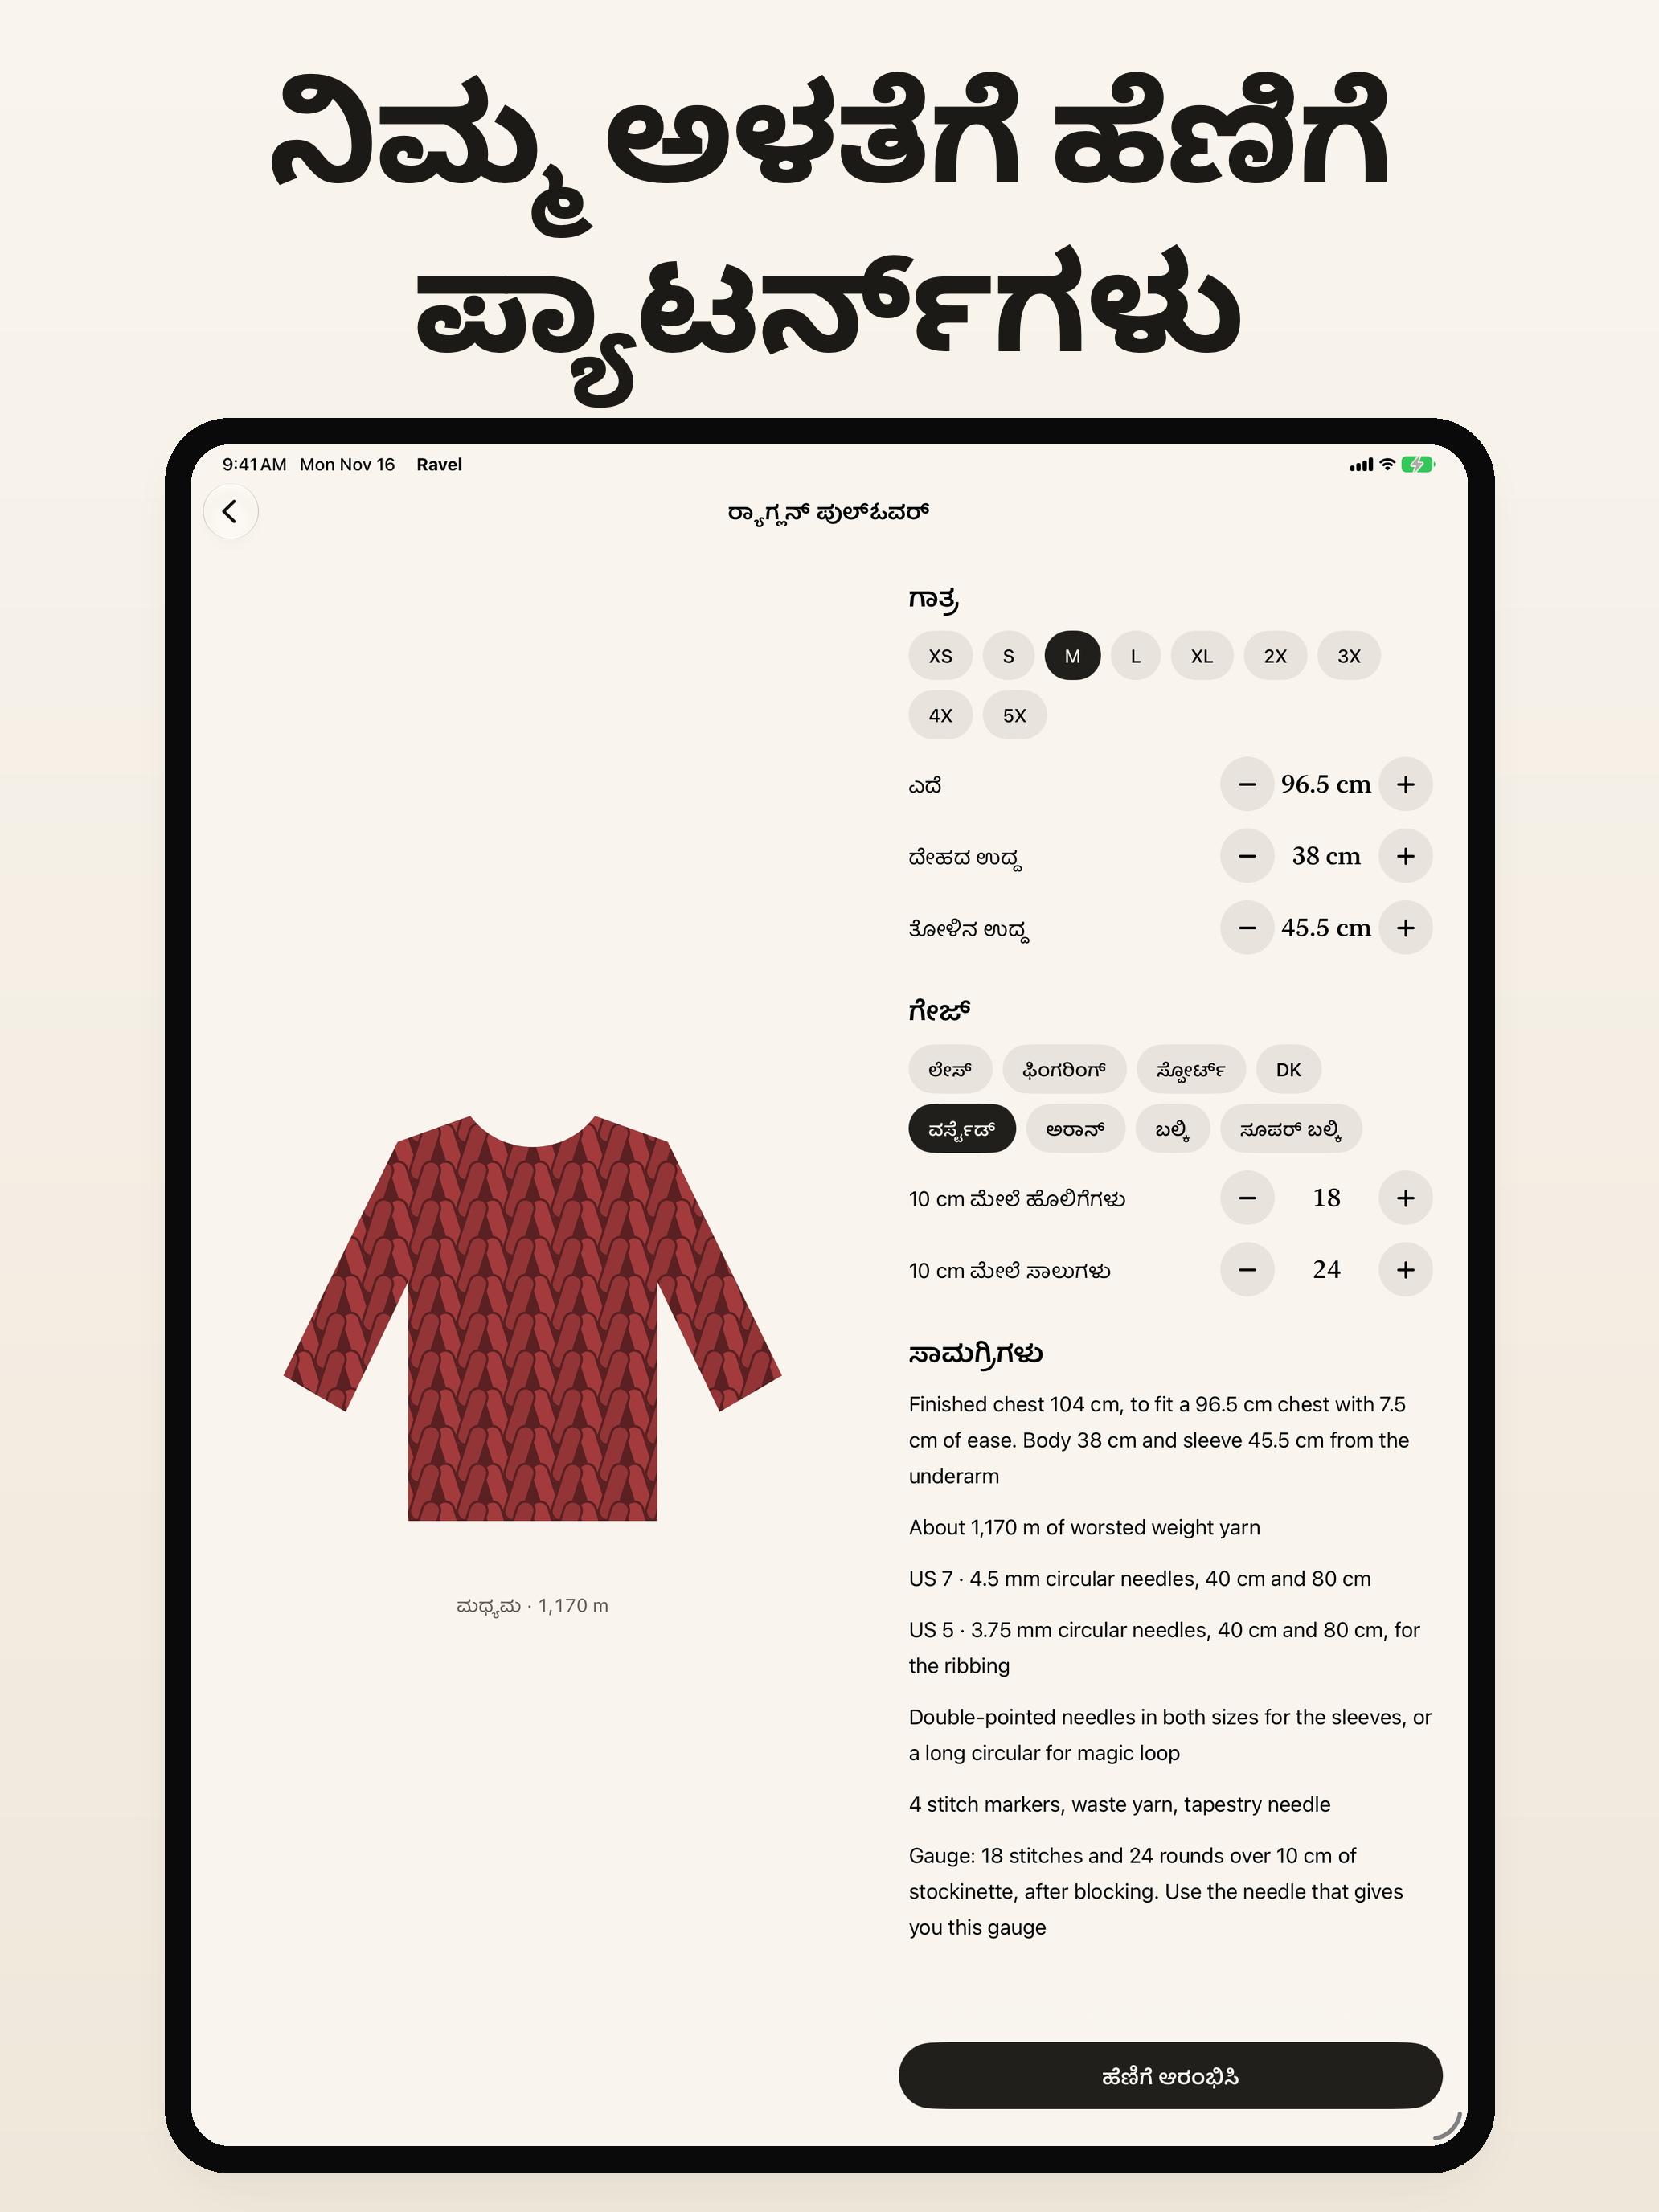 ನಿಮ್ಮ ಅಳತೆಗೆ ಹೆಣಿಗೆ
ಪ್ಯಾಟರ್ನ್‌ಗಳು
9:41 AM Mon Nov 16 Ravel
ರ‍್ಯಾಗ್ಲನ್ ಪುಲ್‌ಓವರ್
ಗಾತ್ರ
XS S M L XL 2X 3X
4X 5X
ಎದೆ − 96.5 cm +
ದೇಹದ ಉದ್ದ − 38 cm +
ತೋಳಿನ ಉದ್ದ − 45.5 cm +
ಗೇಜ್
ಲೇಸ್ ಫಿಂಗರಿಂಗ್ ಸ್ಪೋರ್ಟ್ DK
ವರ್ಸ್ಟೆಡ್ ಅರಾನ್ ಬಲ್ಕಿ ಸೂಪರ್ ಬಲ್ಕಿ
10 cm ಮೇಲೆ ಹೊಲಿಗೆಗಳು − 18 +
10 cm ಮೇಲೆ ಸಾಲುಗಳು − 24 +
ಸಾಮಗ್ರಿಗಳು
Finished chest 104 cm, to fit a 96.5 cm chest with 7.5
cm of ease. Body 38 cm and sleeve 45.5 cm from the
underarm
About 1,170 m of worsted weight yarn
US 7 · 4.5 mm circular needles, 40 cm and 80 cm
US 5 · 3.75 mm circular needles, 40 cm and 80 cm, for
the ribbing
Double-pointed needles in both sizes for the sleeves, or
a long circular for magic loop
4 stitch markers, waste yarn, tapestry needle
Gauge: 18 stitches and 24 rounds over 10 cm of
stockinette, after blocking. Use the needle that gives
you this gauge
ಮಧ್ಯಮ · 1,170 m
ಹೆಣಿಗೆ ಆರಂಭಿಸಿ